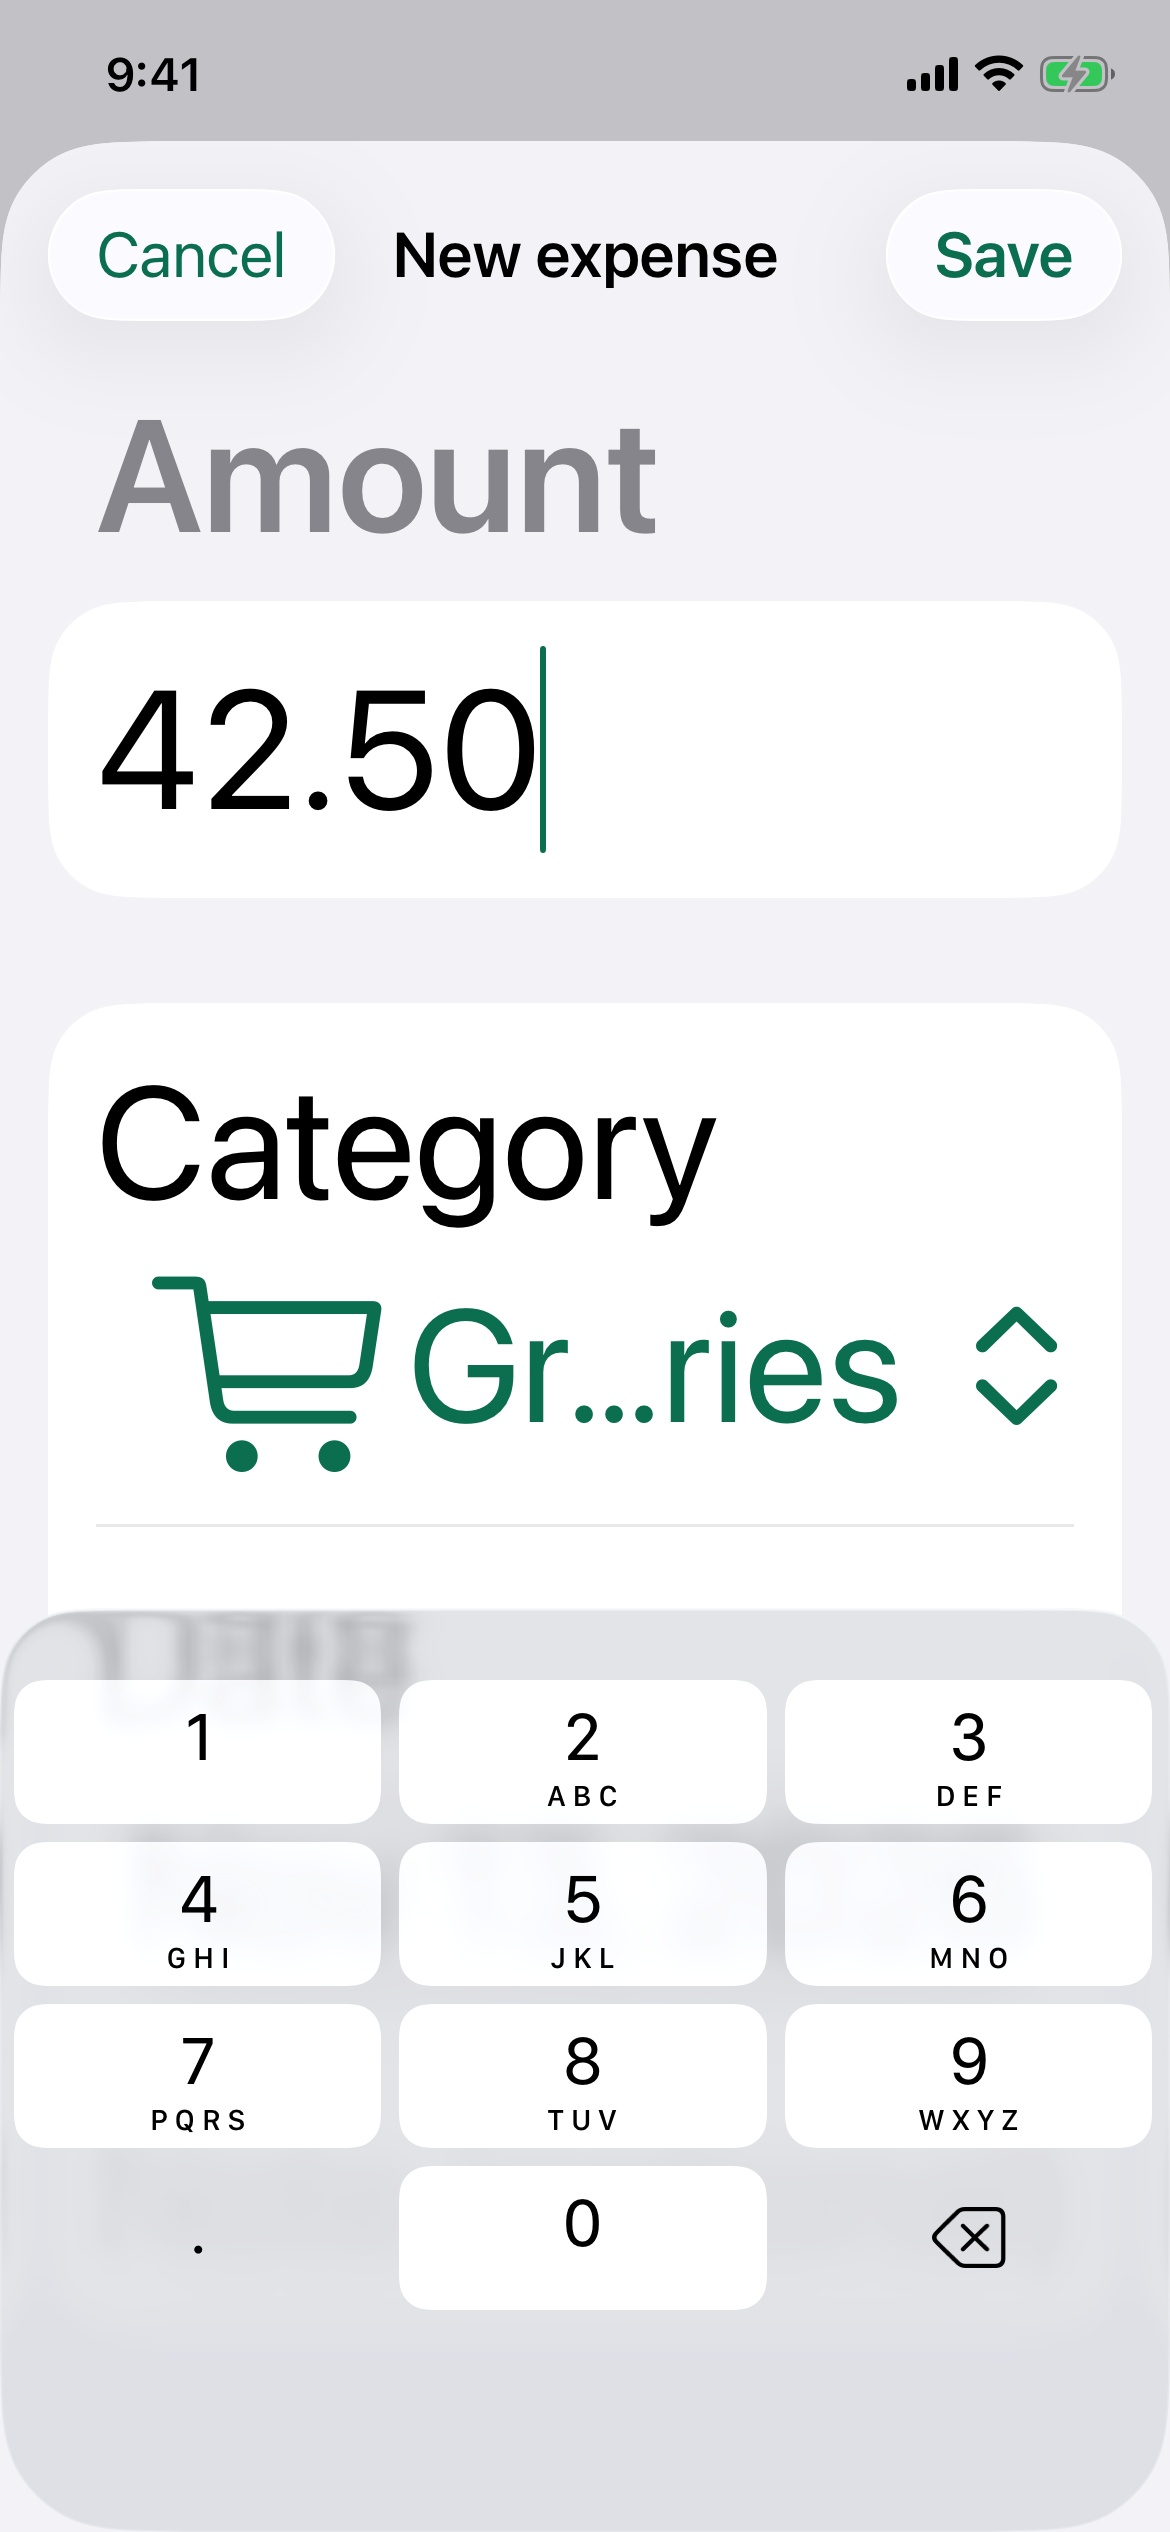 9:41
Cancel New expense Save
Amount
42.50
Category
Gr...ries
1 2 3
ABC DEF
4 5 6
GHI JKL MNO
7 8 9
PQRS TUV WXYZ
. 0